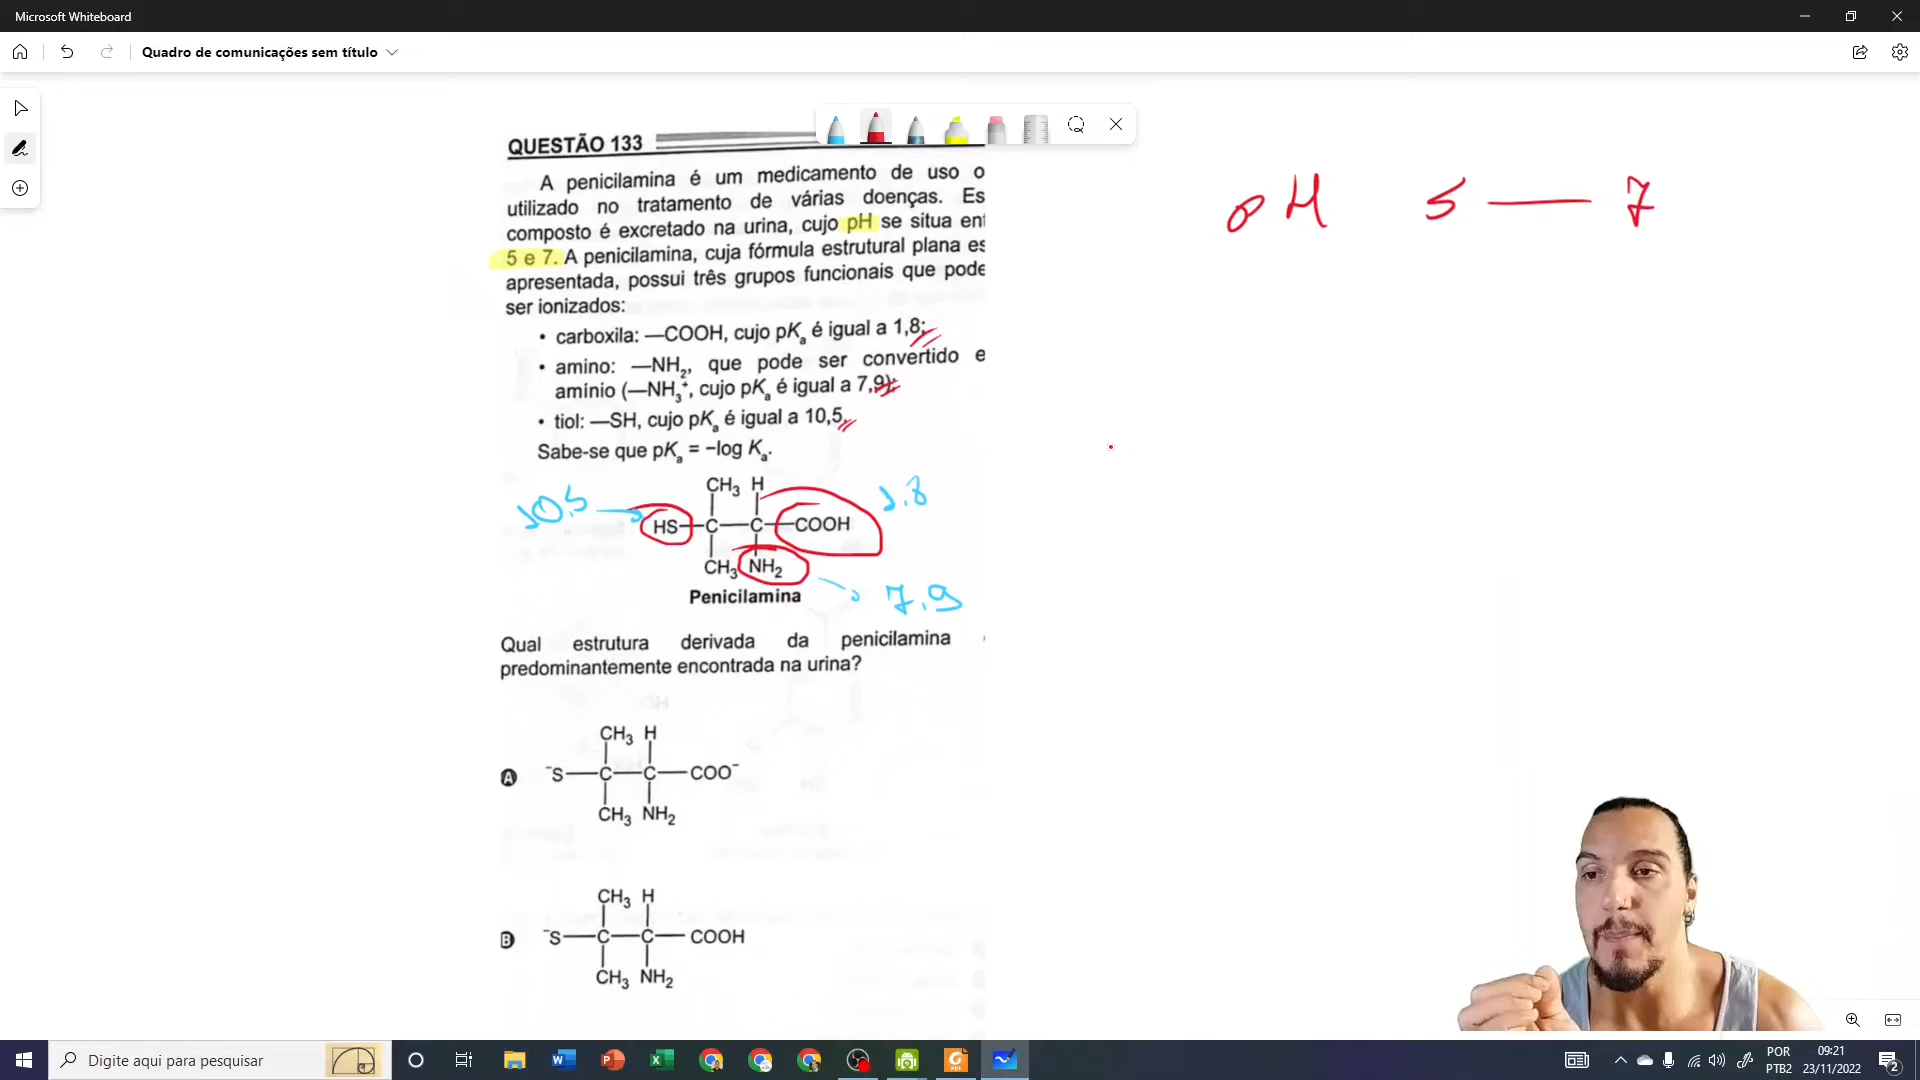 Microsoft Whiteboard
Quadro de comunicações sem título
QUESTÃO 133
A penicilamina é um medicamento de uso o
utilizado no tratamento de várias doenças. Es
composto é excretado na urina, cujo pH se situa ent
5 e 7. A penicilamina, cuja fórmula estrutural plana es
apresentada, possui três grupos funcionais que pode
ser ionizados:
• carboxila: —COOH, cujo pKa é igual a 1,8;
• amino: —NH2, que pode ser convertido e
amínio (—NH3+, cujo pKa é igual a 7,9);
• tiol: —SH, cujo pKa é igual a 10,5.
Sabe-se que pKa = −log Ka.
pH 5 — 7
CH3 H
10.5
1.8
HS—C—C—COOH
CH3 NH2
7.9
Penicilamina
Qual estrutura derivada da penicilamina
predominantemente encontrada na urina?
CH3 H
A ⁻S—C—C—COO⁻
CH3 NH2
CH3 H
B ⁻S—C—C—COOH
CH3 NH2
Digite aqui para pesquisar
POR
PTB2
09:21
23/11/2022
2